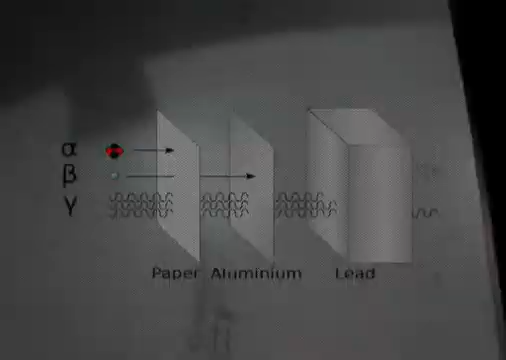 α
β
γ
Paper Aluminium Lead